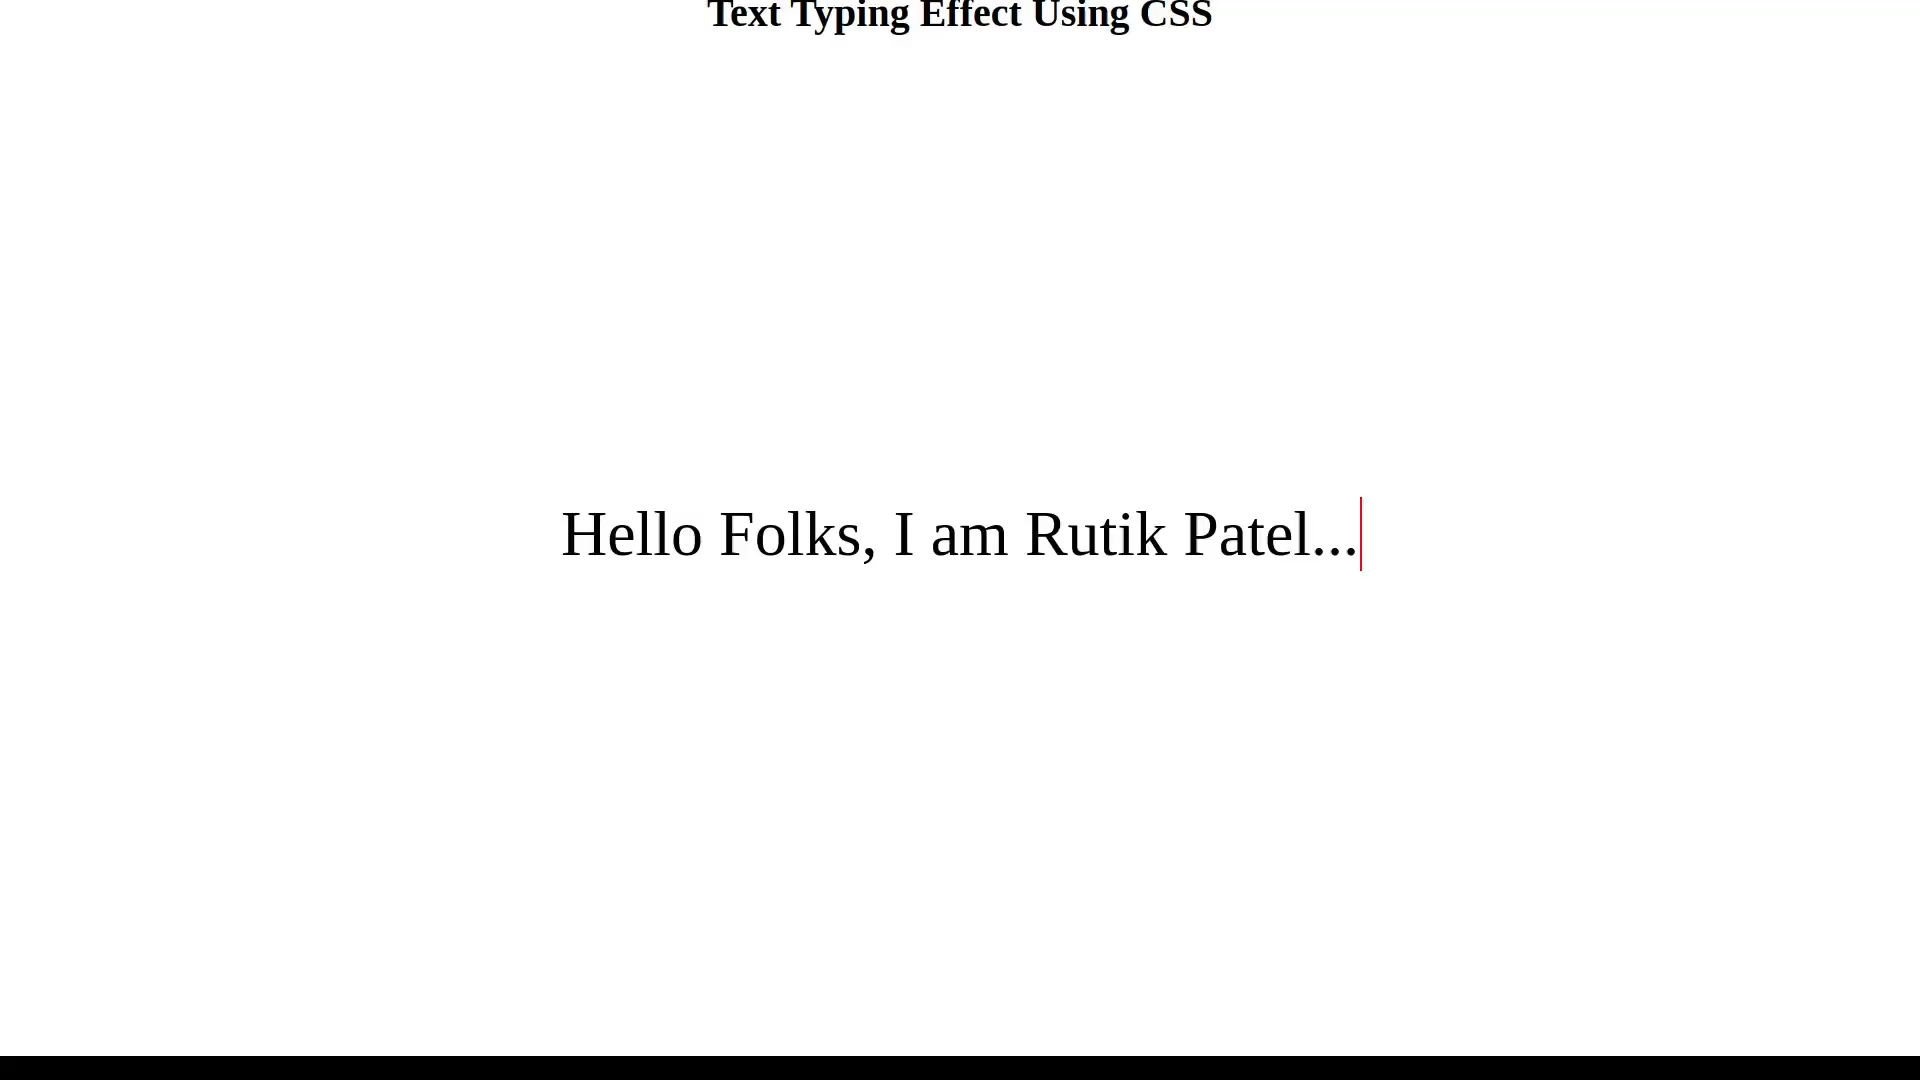 Text Typing Effect Using CSS
Hello Folks, I am Rutik Patel...